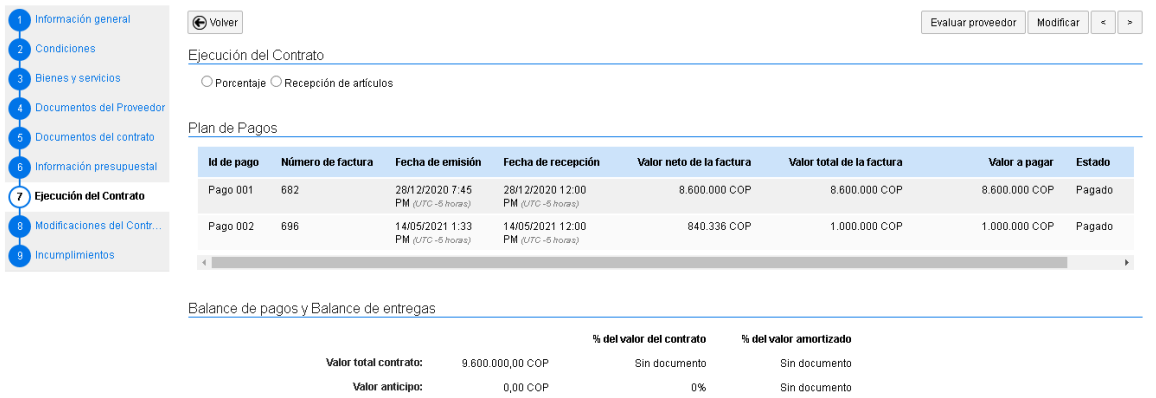 1 Información general
2 Condiciones
3 Bienes y servicios
4 Documentos del Proveedor
5 Documentos del contrato
6 Información presupuestal
7 Ejecución del Contrato
8 Modificaciones del Contr...
9 Incumplimientos
Volver
Evaluar proveedor Modificar < >
Ejecución del Contrato
Porcentaje Recepción de artículos
Plan de Pagos
Id de pago Número de factura Fecha de emisión Fecha de recepción Valor neto de la factura Valor total de la factura Valor a pagar Estado
Pago 001 682 28/12/2020 7:45 28/12/2020 12:00 8.600.000 COP 8.600.000 COP 8.600.000 COP Pagado
PM (UTC -5 horas) PM (UTC -5 horas)
Pago 002 696 14/05/2021 1:33 14/05/2021 12:00 840.336 COP 1.000.000 COP 1.000.000 COP Pagado
PM (UTC -5 horas) PM (UTC -5 horas)
Balance de pagos y Balance de entregas
% del valor del contrato % del valor amortizado
Valor total contrato: 9.600.000,00 COP Sin documento Sin documento
Valor anticipo: 0,00 COP 0% Sin documento